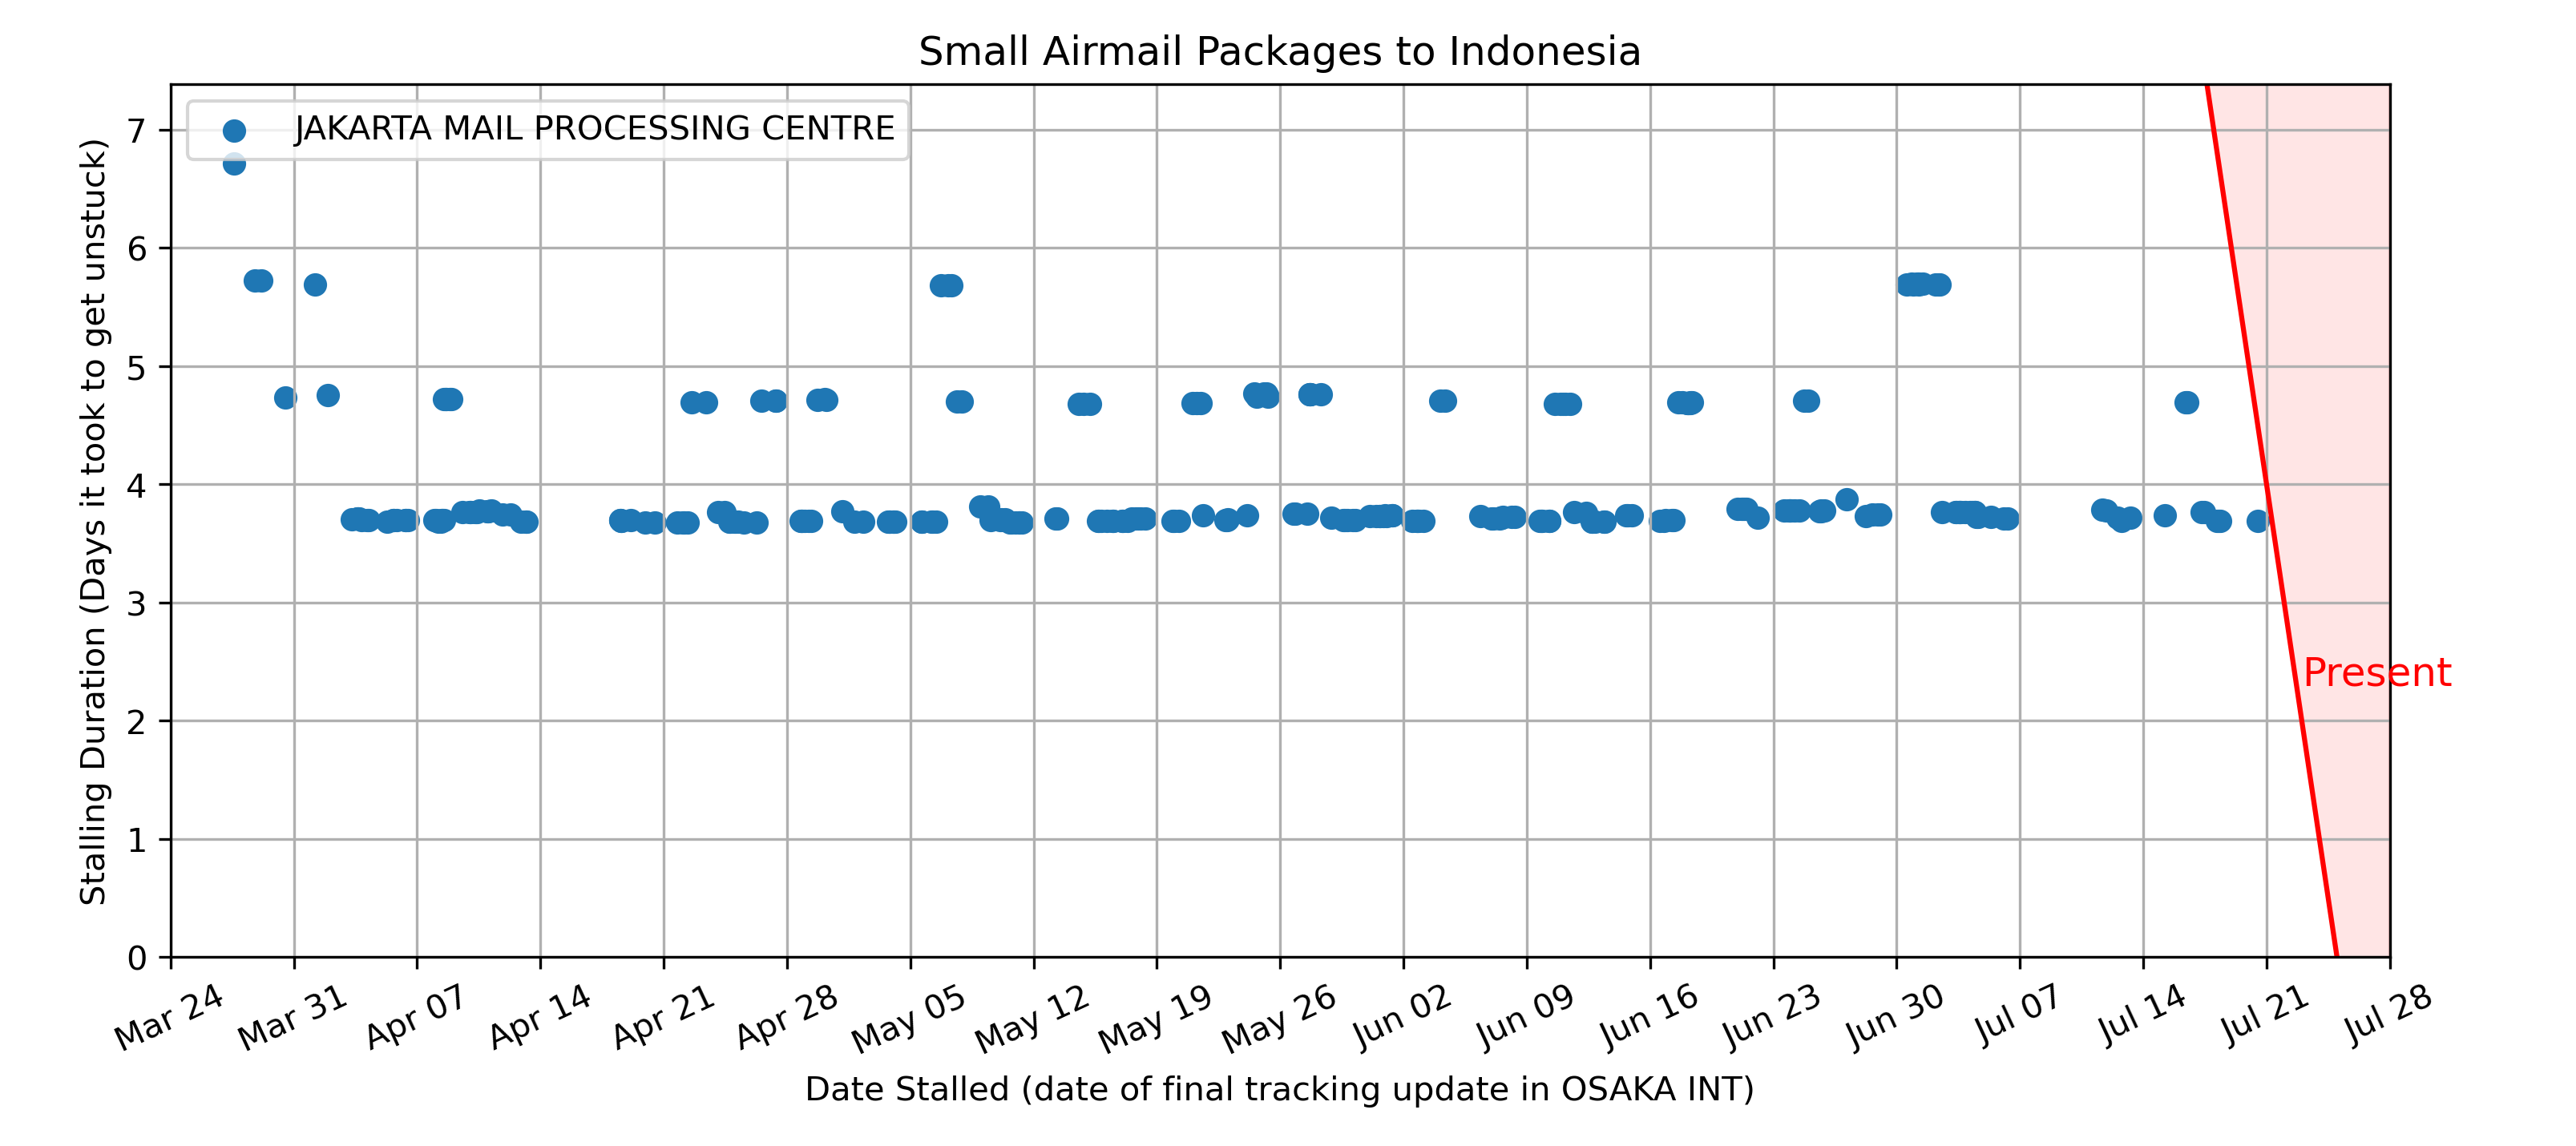 Small Airmail Packages to Indonesia
JAKARTA MAIL PROCESSING CENTRE
Stalling Duration (Days it took to get unstuck)
7
6
5
4
3
2
1
0
Present
Mar 24
Mar 31
Apr 07
Apr 14
Apr 21
Apr 28
May 05
May 12
May 19
May 26
Jun 02
Jun 09
Jun 16
Jun 23
Jun 30
Jul 07
Jul 14
Jul 21
Jul 28
Date Stalled (date of final tracking update in OSAKA INT)